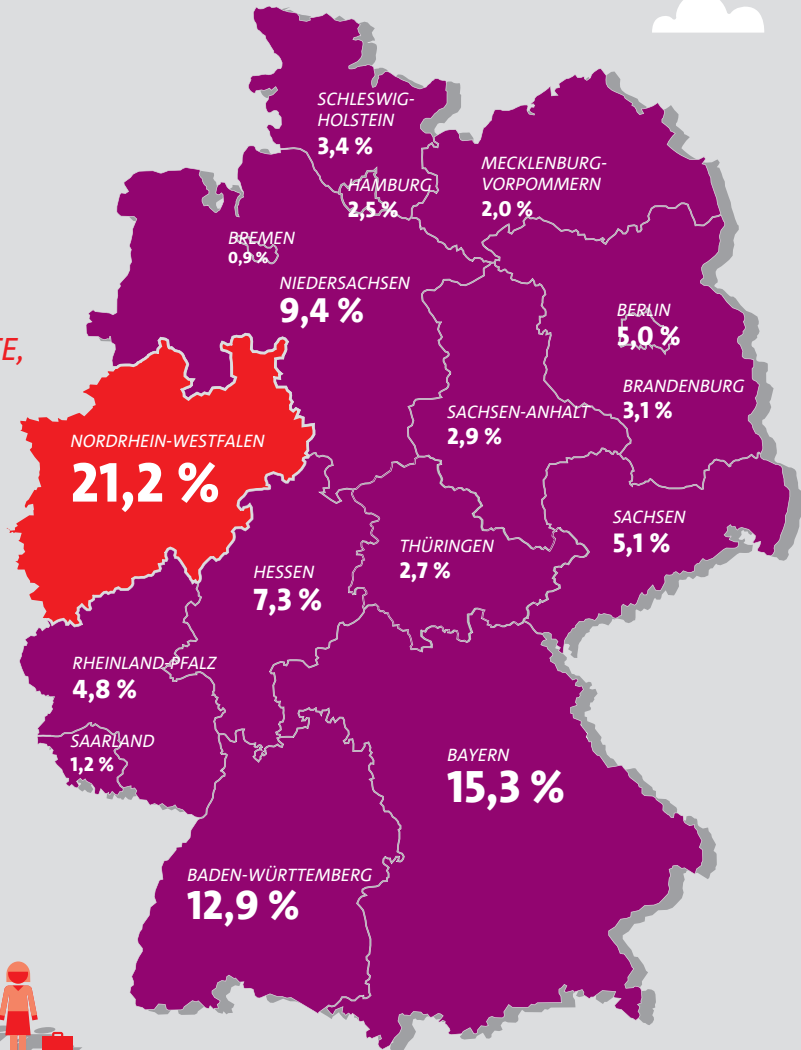 SCHLESWIG-
HOLSTEIN
3,4 %
MECKLENBURG-
VORPOMMERN
2,0 %
HAMBURG
2,5 %
BREMEN
0,9 %
NIEDERSACHSEN
9,4 %
BERLIN
5,0 %
TE,
BRANDENBURG
3,1 %
SACHSEN-ANHALT
2,9 %
NORDRHEIN-WESTFALEN
21,2 %
SACHSEN
5,1 %
THÜRINGEN
2,7 %
HESSEN
7,3 %
RHEINLAND-PFALZ
4,8 %
SAARLAND
1,2 %
BAYERN
15,3 %
BADEN-WÜRTTEMBERG
12,9 %